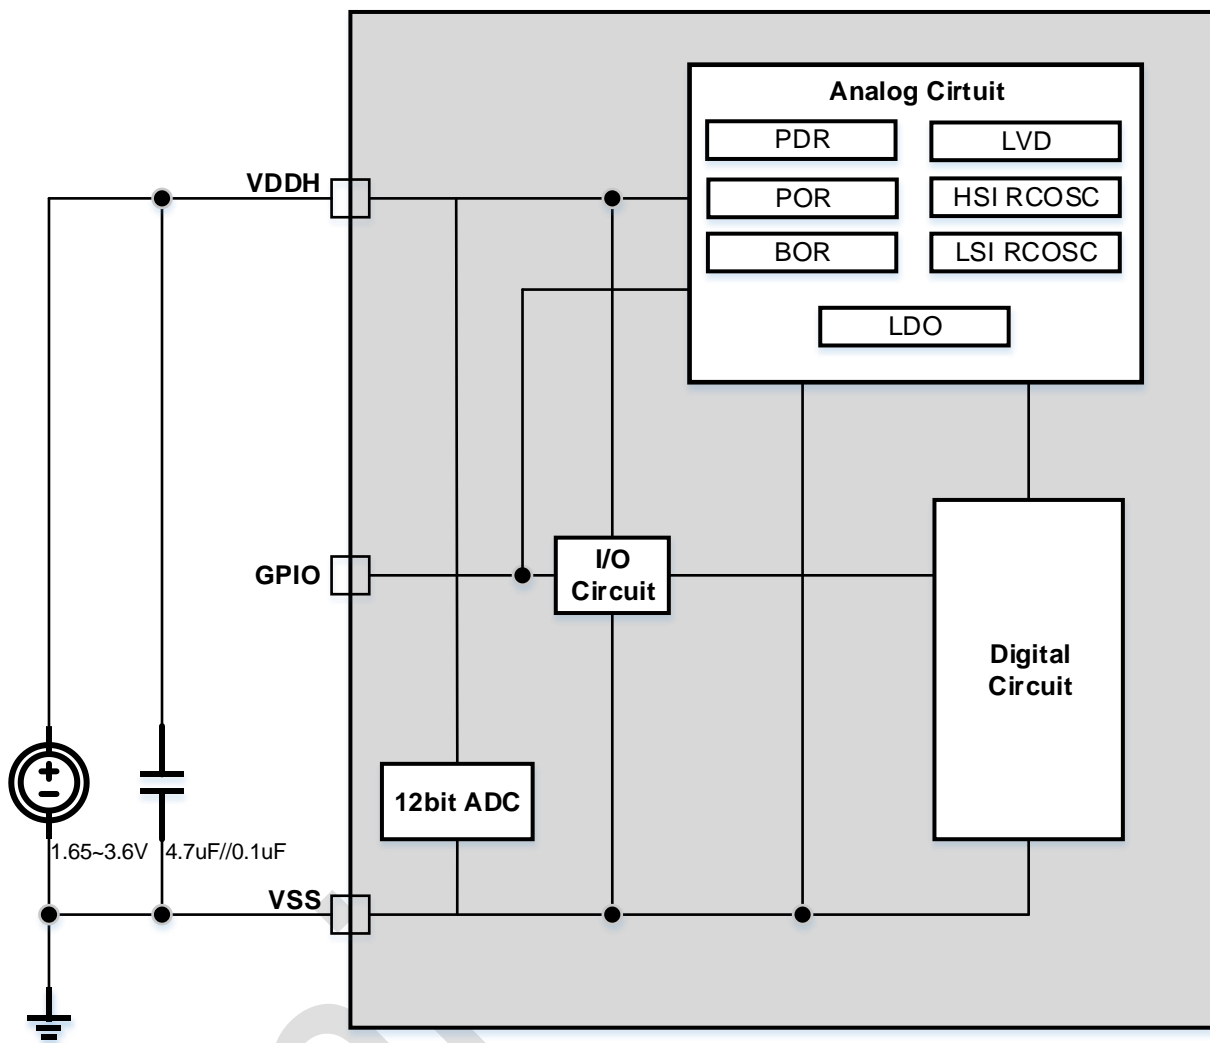 Analog Cirtuit
PDR
LVD
VDDH
POR
HSI RCOSC
BOR
LSI RCOSC
LDO
GPIO
I/O
Circuit
Digital
Circuit
12bit ADC
1.65~3.6V
4.7uF//0.1uF
VSS